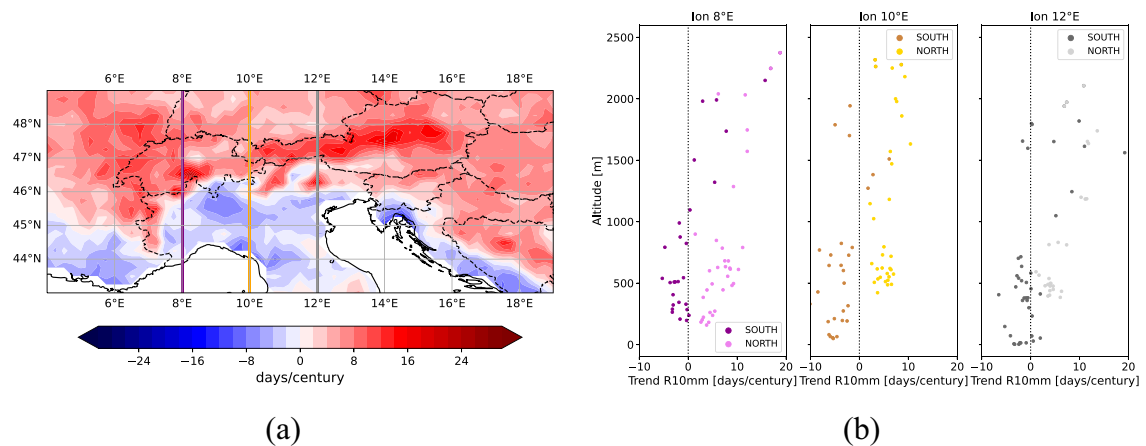 6°E 8°E 10°E 12°E 14°E 16°E 18°E
48°N
47°N
46°N
45°N
44°N
6°E 8°E 10°E 12°E 14°E 16°E 18°E
−24 −16 −8 0 8 16 24
days/century
(a)
lon 8°E
2500
2000
1500
1000
500
0
Altitude [m]
SOUTH
NORTH
−10 0 10 20
Trend R10mm [days/century]
lon 10°E
SOUTH
NORTH
−10 0 10 20
Trend R10mm [days/century]
lon 12°E
SOUTH
NORTH
−10 0 10 20
Trend R10mm [days/century]
(b)